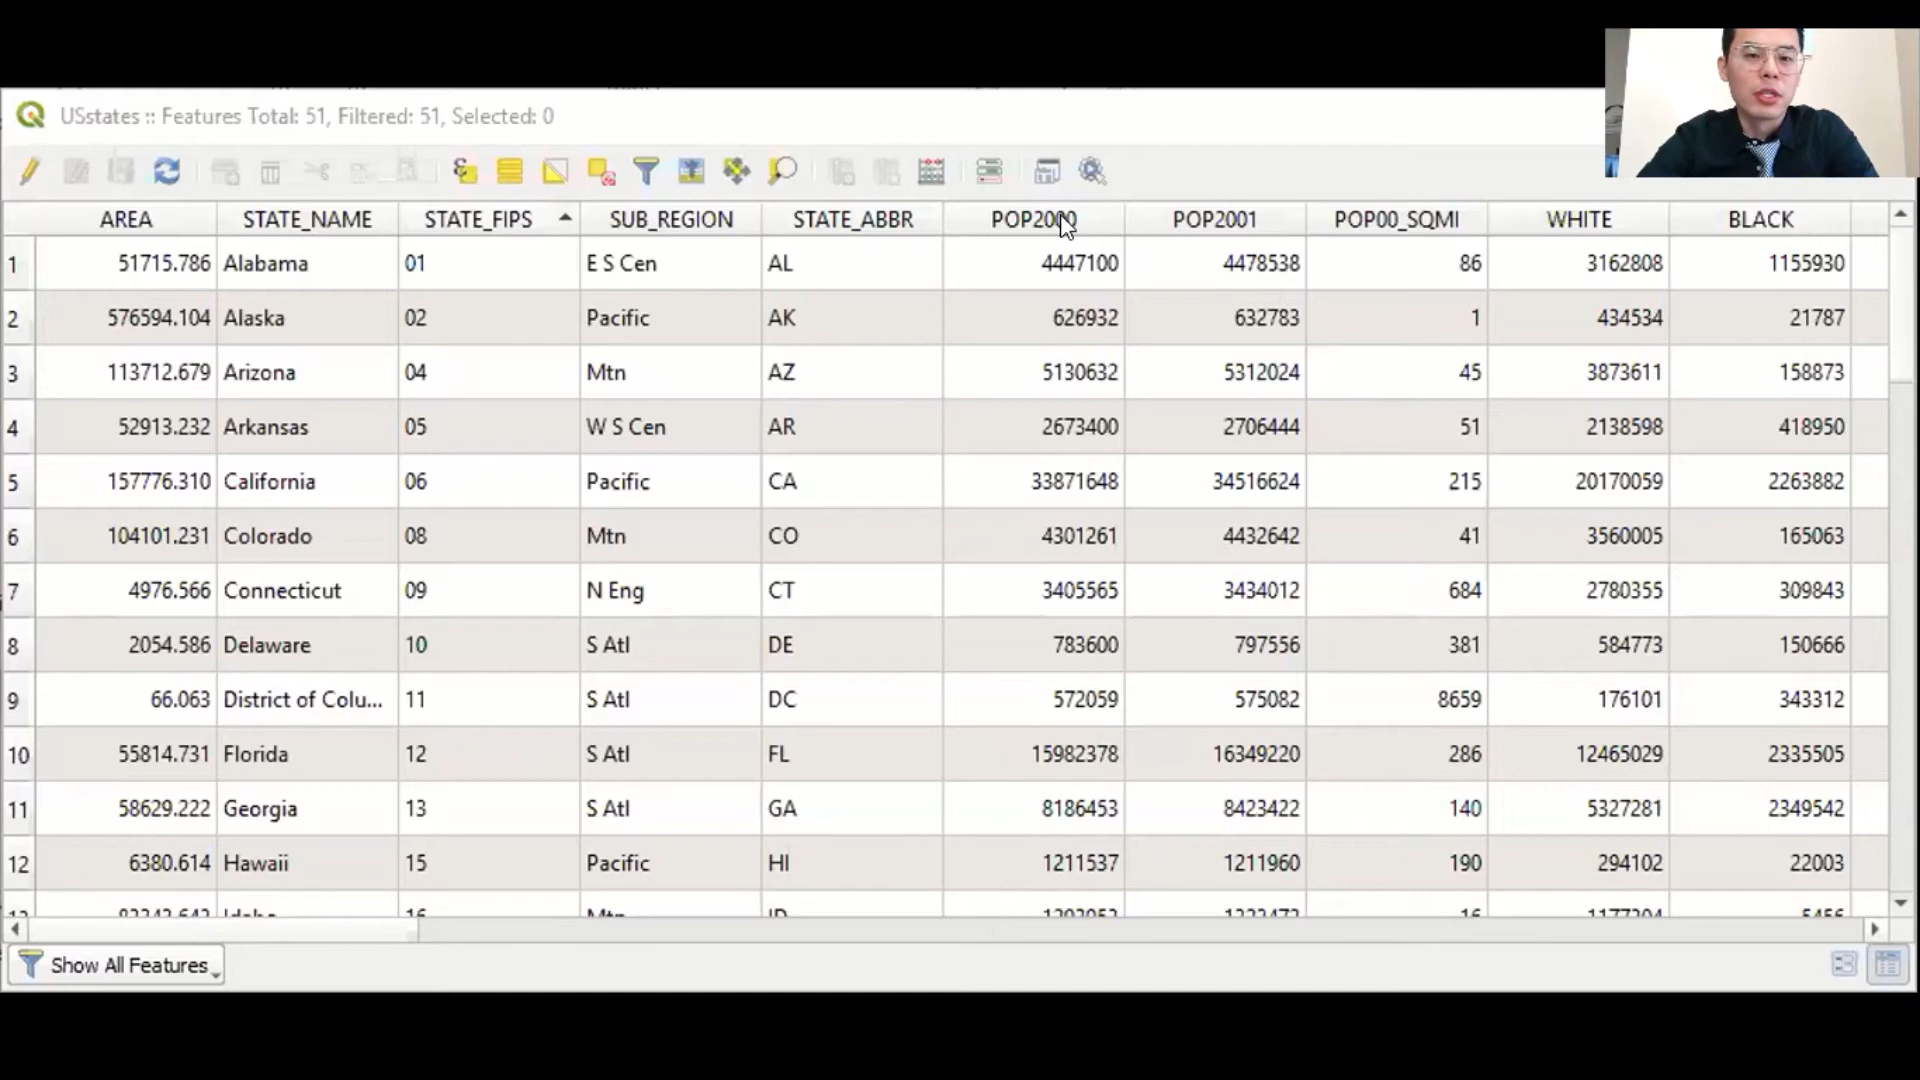 USstates :: Features Total: 51, Filtered: 51, Selected: 0
AREA STATE_NAME STATE_FIPS SUB_REGION STATE_ABBR POP2000 POP2001 POP00_SQMI WHITE BLACK
1 51715.786 Alabama 01 E S Cen AL 4447100 4478538 86 3162808 1155930
2 576594.104 Alaska 02 Pacific AK 626932 632783 1 434534 21787
3 113712.679 Arizona 04 Mtn AZ 5130632 5312024 45 3873611 158873
4 52913.232 Arkansas 05 W S Cen AR 2673400 2706444 51 2138598 418950
5 157776.310 California 06 Pacific CA 33871648 34516624 215 20170059 2263882
6 104101.231 Colorado 08 Mtn CO 4301261 4432642 41 3560005 165063
7 4976.566 Connecticut 09 N Eng CT 3405565 3434012 684 2780355 309843
8 2054.586 Delaware 10 S Atl DE 783600 797556 381 584773 150666
9 66.063 District of Colu... 11 S Atl DC 572059 575082 8659 176101 343312
10 55814.731 Florida 12 S Atl FL 15982378 16349220 286 12465029 2335505
11 58629.222 Georgia 13 S Atl GA 8186453 8423422 140 5327281 2349542
12 6380.614 Hawaii 15 Pacific HI 1211537 1211960 190 294102 22003
Show All Features